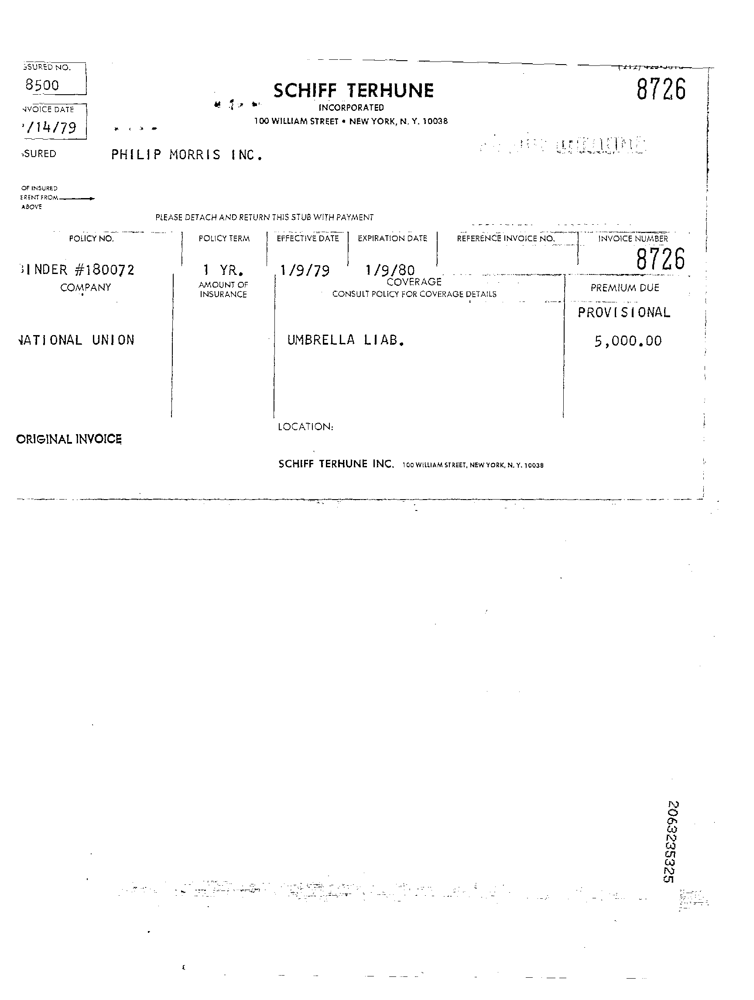 SSURED NO.
8500
SCHIFF TERHUNE
8726
INCORPORATED
NVOICE DATE
/14/79
100 WILLIAM STREET • NEW YORK, N. Y. 10038
SURED
PHILIP MORRIS INC.
OF INSURED
ERENT FROM
ABOVE
PLEASE DETACH AND RETURN THIS STUB WITH PAYMENT
POLICY NO. POLICY TERM EFFECTIVE DATE EXPIRATION DATE REFERENCE INVOICE NO. INVOICE NUMBER
INDER #180072 1 YR. 1/9/79 1/9/80 8726
COMPANY AMOUNT OF INSURANCE COVERAGE PREMIUM DUE
CONSULT POLICY FOR COVERAGE DETAILS
PROVISIONAL
NATIONAL UNION UMBRELLA LIAB. 5,000.00
LOCATION:
ORIGINAL INVOICE
SCHIFF TERHUNE INC. 100 WILLIAM STREET, NEW YORK, N. Y. 10038
2063235325